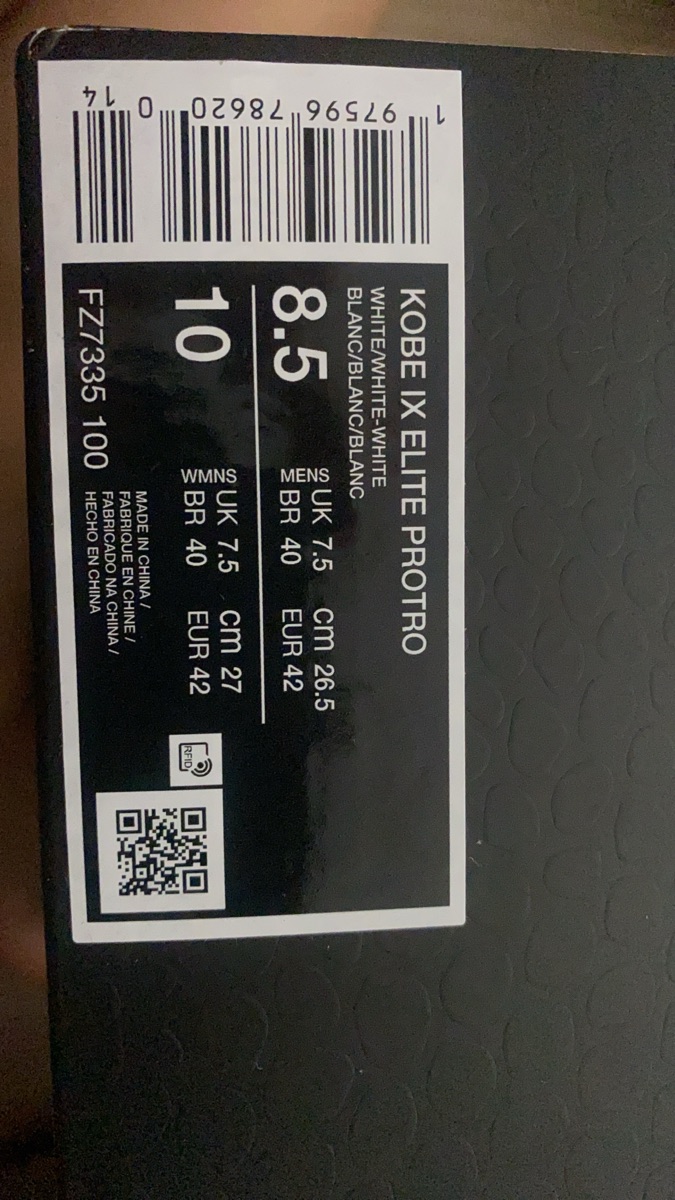 KOBE IX ELITE PROTRO
WHITE/WHITE-WHITE
BLANC/BLANC/BLANC
8.5
MENS
UK 7.5 cm 26.5
BR 40 EUR 42
10
WMNS
UK 7.5 cm 27
BR 40 EUR 42
FZ7335 100
MADE IN CHINA /
FABRIQUE EN CHINE /
FABRICADO NA CHINA /
HECHO EN CHINA
RFID
1 97596 78620 0 14